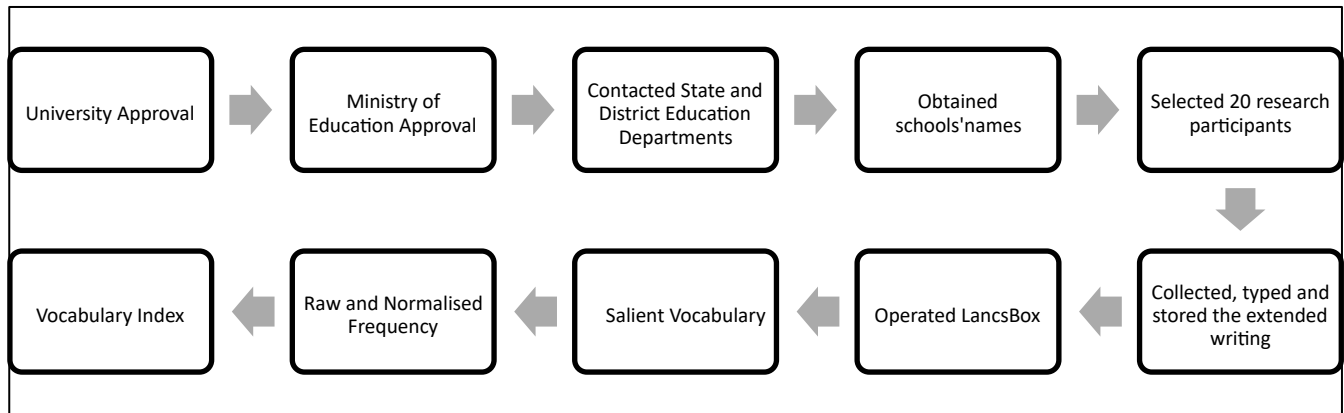 University Approval
Ministry of
Education Approval
Contacted State and
District Education
Departments
Obtained
schools'names
Selected 20 research
participants
Collected, typed and
stored the extended
writing
Operated LancsBox
Salient Vocabulary
Raw and Normalised
Frequency
Vocabulary Index